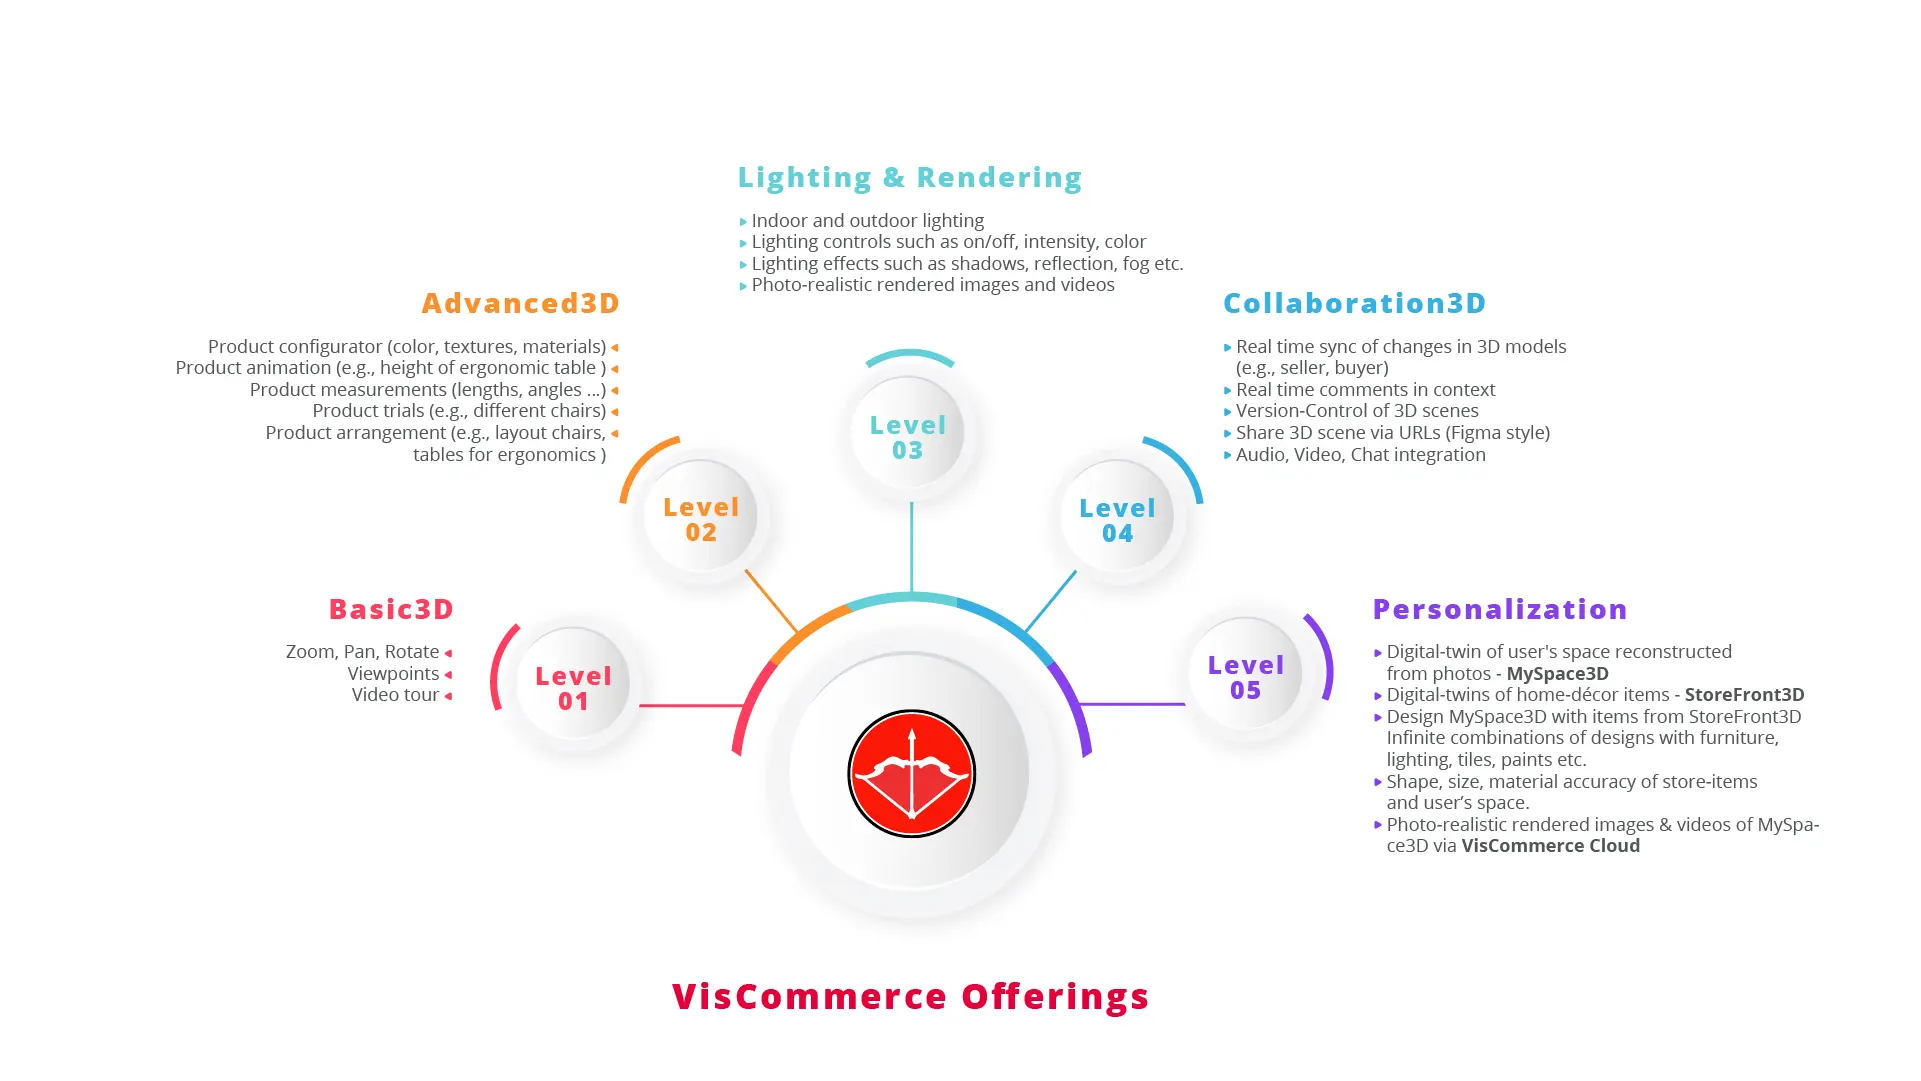 Lighting & Rendering
Indoor and outdoor lighting
Lighting controls such as on/off, intensity, color
Lighting effects such as shadows, reflection, fog etc.
Photo-realistic rendered images and videos
Advanced3D
Product configurator (color, textures, materials)
Product animation (e.g., height of ergonomic table )
Product measurements (lengths, angles ...)
Product trials (e.g., different chairs)
Product arrangement (e.g., layout chairs,
tables for ergonomics )
Collaboration3D
Real time sync of changes in 3D models
(e.g., seller, buyer)
Real time comments in context
Version-Control of 3D scenes
Share 3D scene via URLs (Figma style)
Audio, Video, Chat integration
Level
03
Level
02
Level
04
Basic3D
Zoom, Pan, Rotate
Viewpoints
Video tour
Level
01
Level
05
Personalization
Digital-twin of user's space reconstructed
from photos - MySpace3D
Digital-twins of home-décor items - StoreFront3D
Design MySpace3D with items from StoreFront3D
Infinite combinations of designs with furniture,
lighting, tiles, paints etc.
Shape, size, material accuracy of store-items
and user’s space.
Photo-realistic rendered images & videos of MySpa-
ce3D via VisCommerce Cloud
VisCommerce Offerings